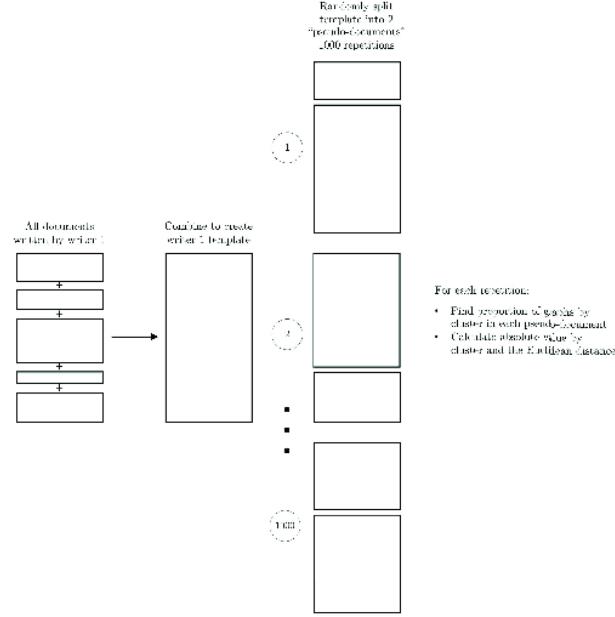 Randomly split
template into 2
"pseudo-documents"
1000 repetitions
1
All documents
written by writer 1
Combine to create
writer 1 template
+
+
+
+
2
For each repetition:
• Find proportion of graphs by
cluster in each pseudo-document
• Calculate absolute value by
cluster and the Euclidean distance
1000